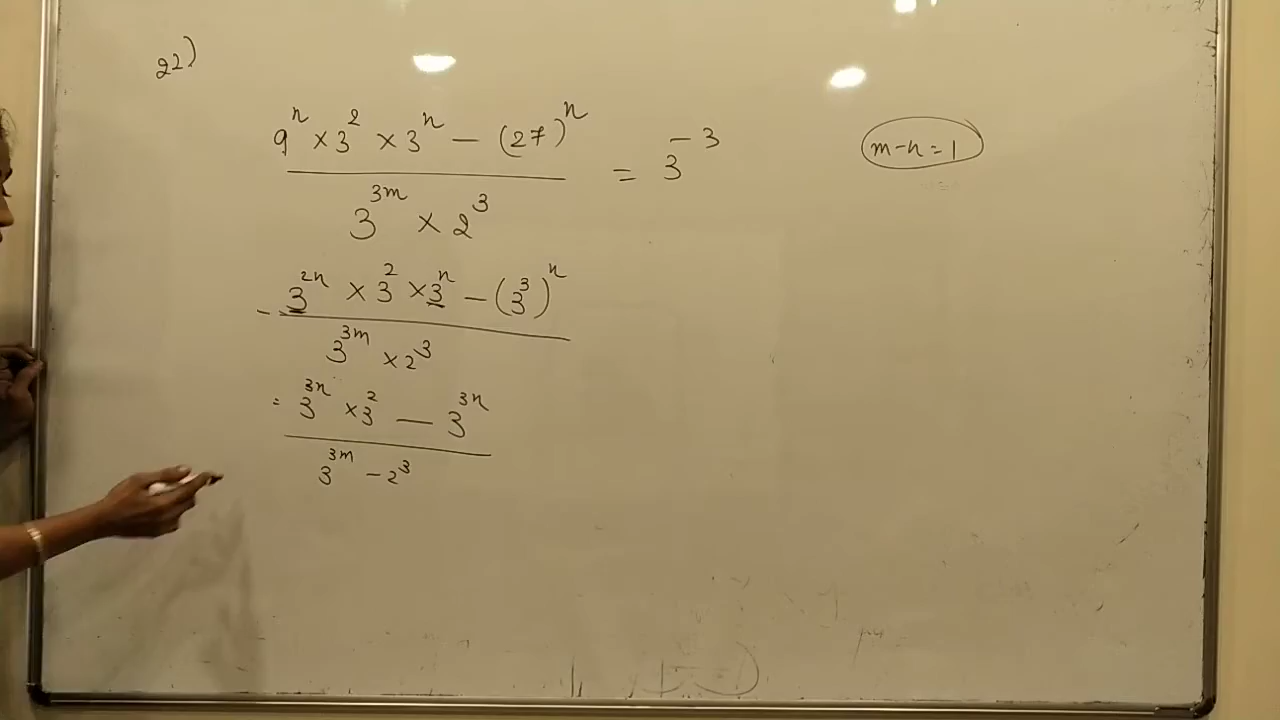 22)
9^n × 3^2 × 3^n − (27)^n / 3^{3m} × 2^3 = 3^{−3}
m−n=1
− 3^{2n} × 3^2 × 3^n − (3^3)^n / 3^{3m} × 2^3
= 3^{3n} × 3^2 − 3^{3n} / 3^{3m} − 2^3